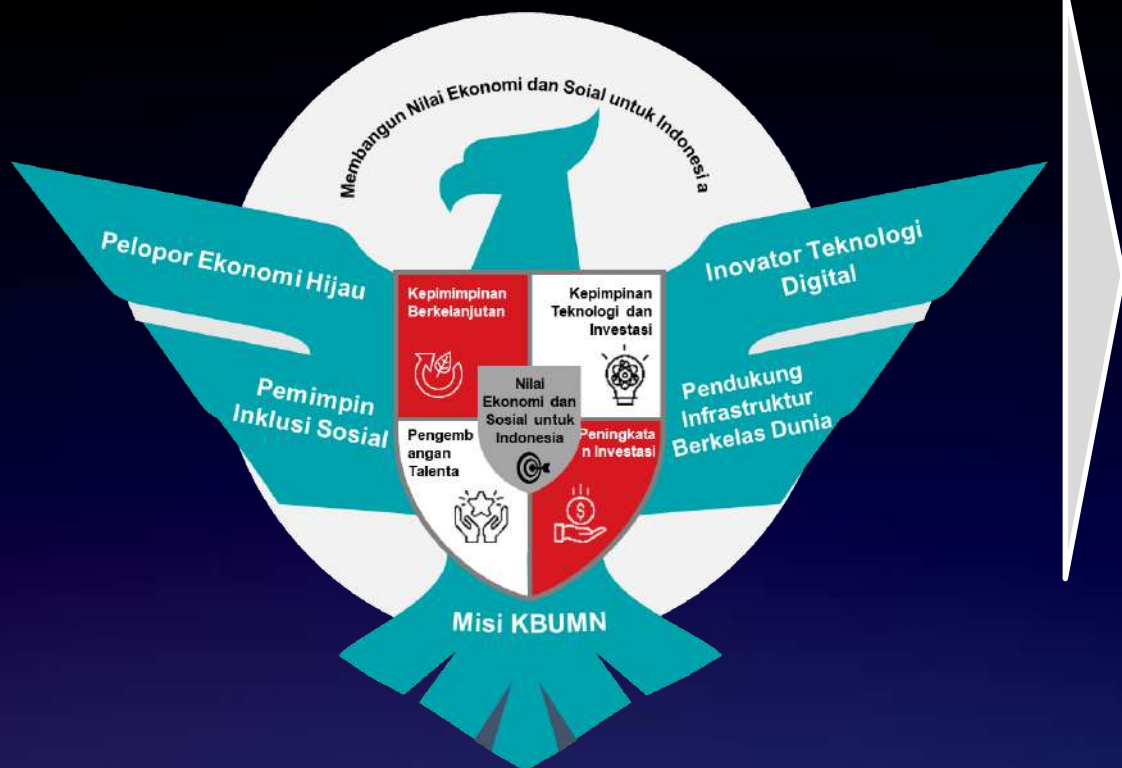 Membangun Nilai Ekonomi dan Soial untuk Indonesi a
Pelopor Ekonomi Hijau
Inovator Teknologi
Digital
Pemimpin
Inklusi Sosial
Pendukung
Infrastruktur
Berkelas Dunia
Kepimimpinan
Berkelanjutan
Kepimpinan
Teknologi dan
Investasi
Nilai
Ekonomi dan
Sosial untuk
Indonesia
Pengemb
angan
Talenta
Peningkata
n Investasi
$
Misi KBUMN